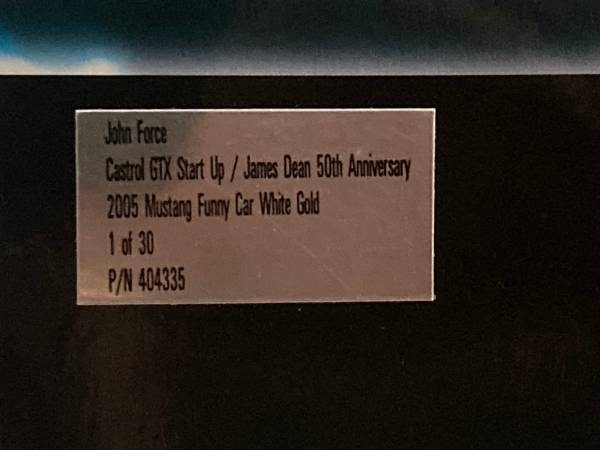 John Force
Castrol GTX Start Up / James Dean 50th Anniversary
2005 Mustang Funny Car White Gold
1 of 30
P/N 404335